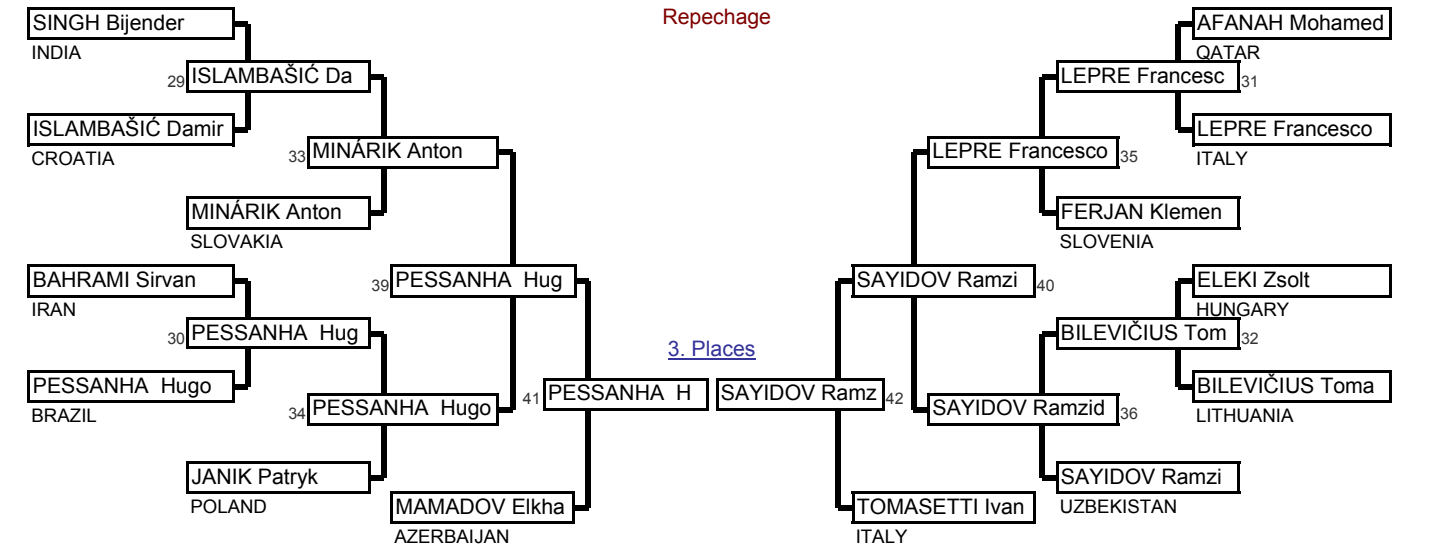 Repechage
SINGH Bijender
INDIA
29 ISLAMBAŠIĆ Da
ISLAMBAŠIĆ Damir
CROATIA
33 MINÁRIK Anton
MINÁRIK Anton
SLOVAKIA
BAHRAMI Sirvan
IRAN
39 PESSANHA  Hug
30 PESSANHA  Hug
PESSANHA  Hugo
BRAZIL
34 PESSANHA  Hugo
JANIK Patryk
POLAND
41 PESSANHA  H
MAMADOV Elkha
AZERBAIJAN
3. Places
AFANAH Mohamed
QATAR
LEPRE Francesc 31
LEPRE Francesco
ITALY
LEPRE Francesco 35
FERJAN Klemen
SLOVENIA
SAYIDOV Ramzi 40
ELEKI Zsolt
HUNGARY
BILEVIČIUS Tom 32
BILEVIČIUS Toma
LITHUANIA
SAYIDOV Ramz 42
SAYIDOV Ramzid 36
SAYIDOV Ramzi
UZBEKISTAN
TOMASETTI Ivan
ITALY